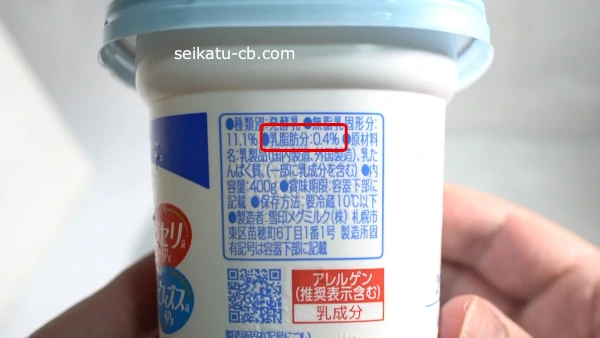 seikatu-cb.com
●種類別:発酵乳 ●無脂乳固形分:
11.1% ●乳脂肪分:0.4% ●原材料
名:乳製品(国内製造、外国製造)、乳た
んぱく質、(一部に乳成分を含む) ●内
容量:400g ●賞味期限:容器下部に
記載 ●保存方法:要冷蔵10℃以下
●製造者:雪印メグミルク(株) 札幌市
東区苗穂町6丁目1番1号 製造所固
有記号は容器下部に記載
アレルゲン
(推奨表示含む)
乳成分